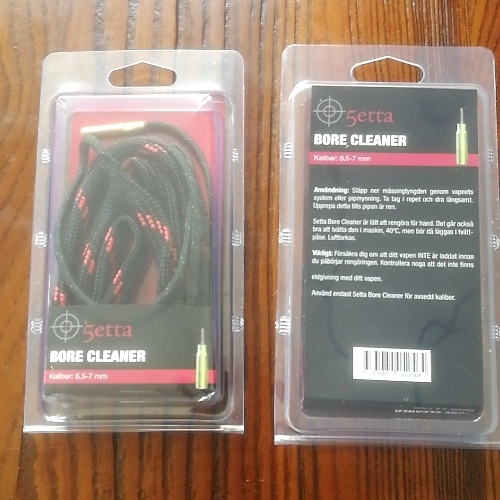 5etta
BORE CLEANER
Kaliber: 6,5-7 mm
5etta
BORE CLEANER
Kaliber: 6,5-7 mm
Användning: Släpp ner mässingtyngden genom vapnets
system eller pipmynning. Ta tag i repet och dra långsamt.
Upprepa detta tills pipan är ren.
5etta Bore Cleaner är lätt att rengöra för hand. Det går också
bra att tvätta den i maskin, 40°C, men bör då läggas i tvätt-
påse. Lufttorkas.
Viktigt: Försäkra dig om att ditt vapen INTE är laddat innan
du påbörjar rengöringen. Kontrollera noga att det inte finns
eldgivning med ditt vapen.
Använd endast 5etta Bore Cleaner för avsedd kaliber.